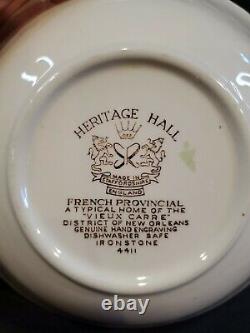 HERITAGE HALL
MADE IN
STAFFORDSHIRE
ENGLAND
FRENCH PROVINCIAL
A TYPICAL HOME OF THE
"VIEUX CARRE"
DISTRICT OF NEW ORLEANS
GENUINE HAND ENGRAVING
DISHWASHER SAFE
IRONSTONE
4411